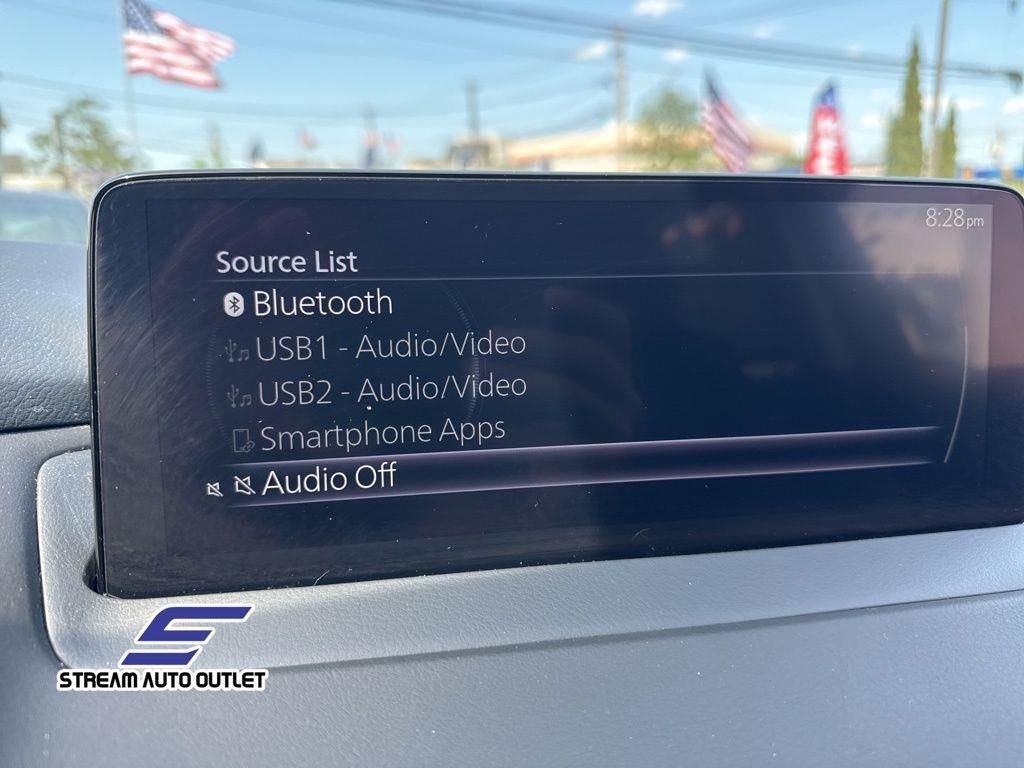 8:28pm
Source List
Bluetooth
USB1 - Audio/Video
USB2 - Audio/Video
Smartphone Apps
Audio Off
STREAM AUTO OUTLET